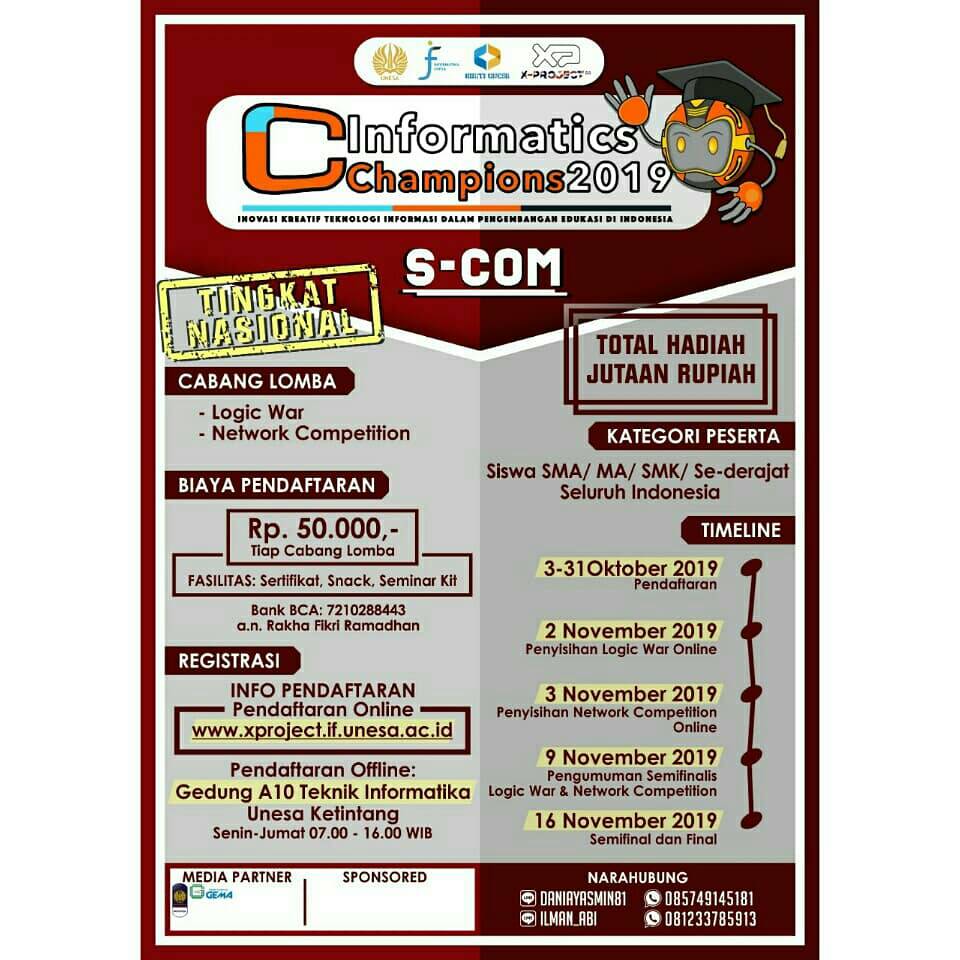 UNESA
INFORMATIKA
UNESA
X-PROJECT
Informatics
Champions2019
INOVASI KREATIF TEKNOLOGI INFORMASI DALAM PENGEMBANGAN EDUKASI DI INDONESIA
S-COM
TINGKAT
NASIONAL
TOTAL HADIAH
JUTAAN RUPIAH
CABANG LOMBA
- Logic War
- Network Competition
BIAYA PENDAFTARAN
Rp. 50.000,-
Tiap Cabang Lomba
FASILITAS: Sertifikat, Snack, Seminar Kit
Bank BCA: 7210288443
a.n. Rakha Fikri Ramadhan
REGISTRASI
INFO PENDAFTARAN
Pendaftaran Online
www.xproject.if.unesa.ac.id
Pendaftaran Offline:
Gedung A10 Teknik Informatika
Unesa Ketintang
Senin-Jumat 07.00 - 16.00 WIB
KATEGORI PESERTA
Siswa SMA/ MA/ SMK/ Se-derajat
Seluruh Indonesia
TIMELINE
3-31Oktober 2019
Pendaftaran
2 November 2019
Penyisihan Logic War Online
3 November 2019
Penyisihan Network Competition
Online
9 November 2019
Pengumuman Semifinalis
Logic War & Network Competition
16 November 2019
Semifinal dan Final
MEDIA PARTNER
GEMA
SPONSORED
NARAHUBUNG
DANIAYASMIN81 085749145181
ILMAN_ABI 081233785913